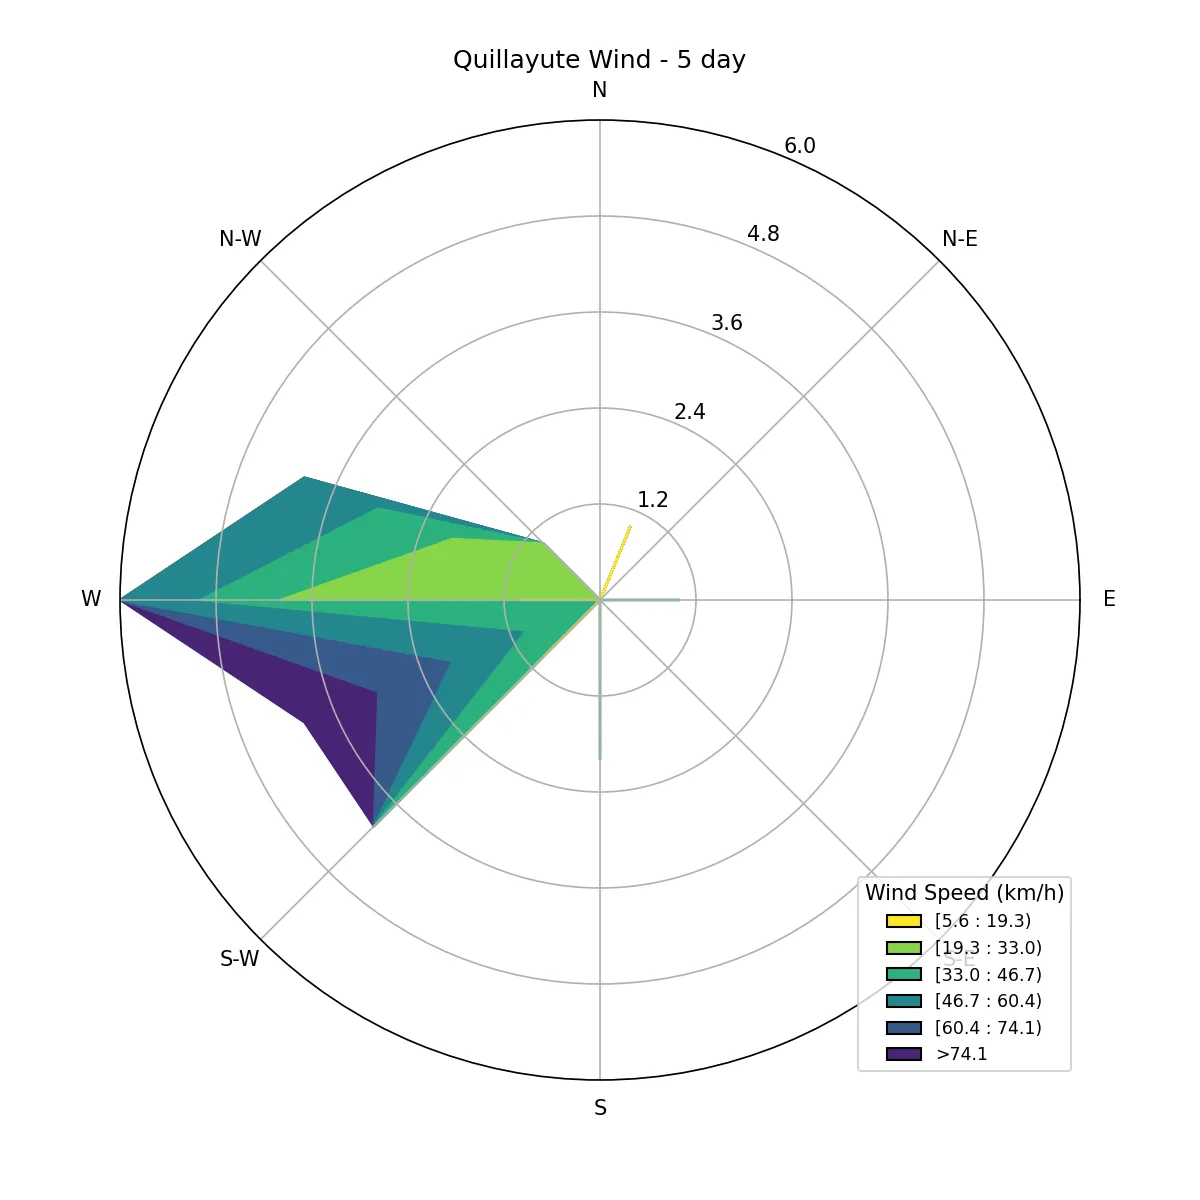 Quillayute Wind - 5 day
N
6.0
N-W
N-E
4.8
3.6
2.4
1.2
W
E
S-W
S-E
S
Wind Speed (km/h)
[5.6 : 19.3)
[19.3 : 33.0)
[33.0 : 46.7)
[46.7 : 60.4)
[60.4 : 74.1)
>74.1